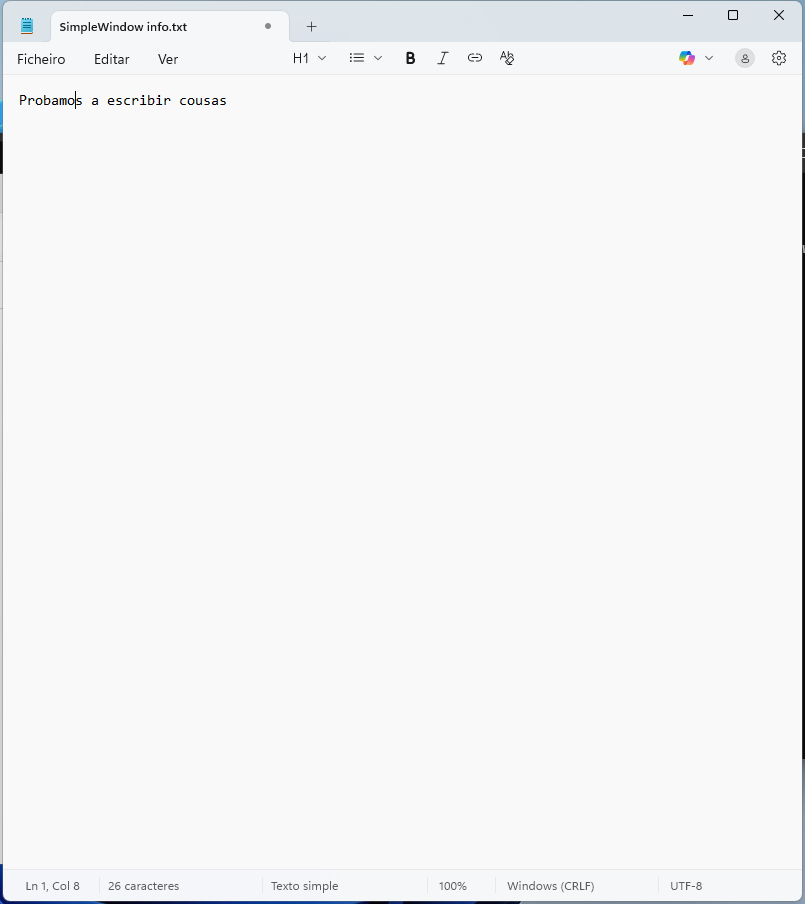 SimpleWindow info.txt
Ficheiro Editar Ver H1 B I
Probamos a escribir cousas
Ln 1, Col 8 26 caracteres Texto simple 100% Windows (CRLF) UTF-8